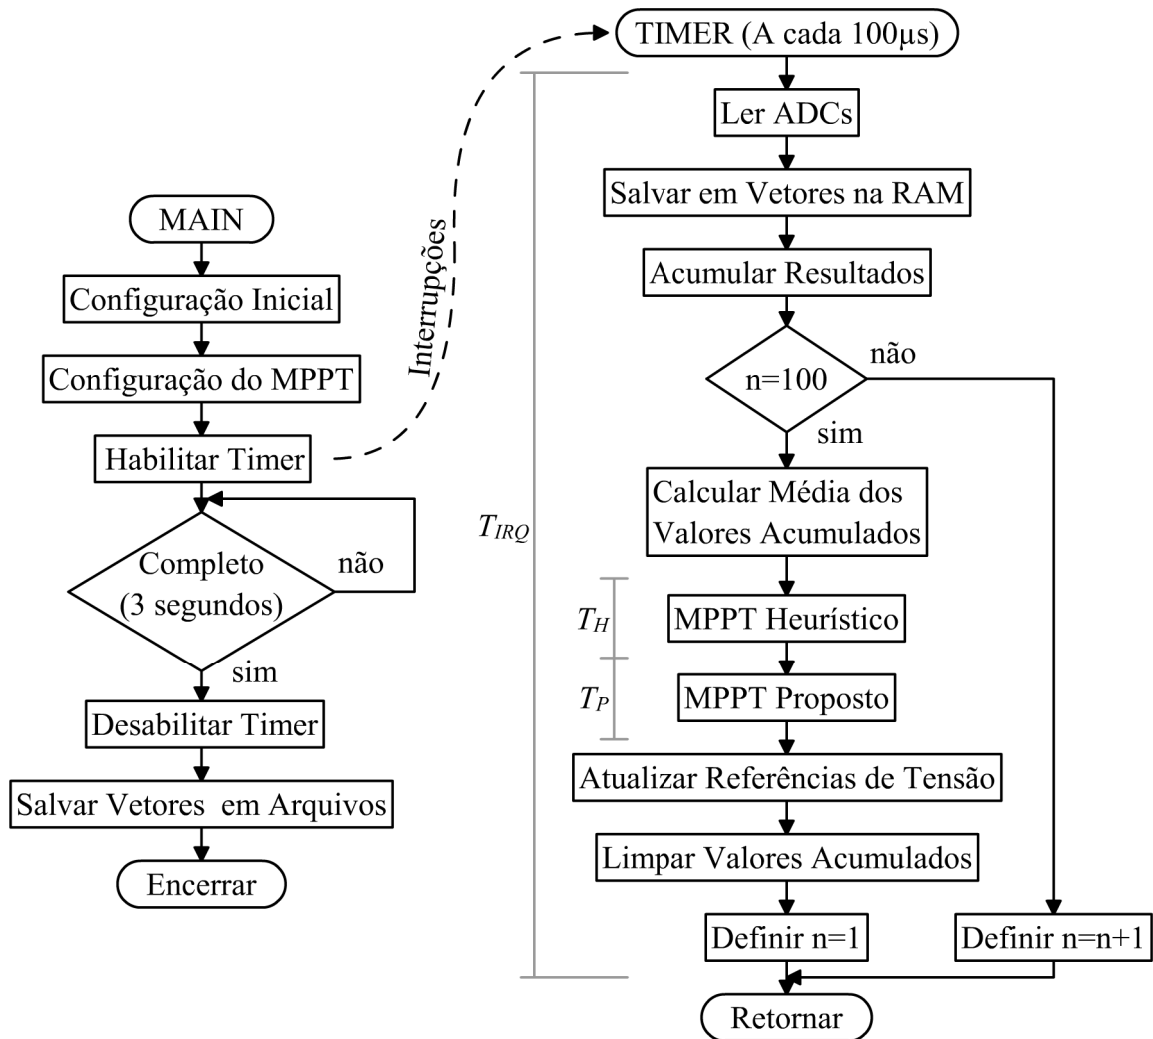 MAIN
Configuração Inicial
Configuração do MPPT
Habilitar Timer
Completo
(3 segundos)
não
sim
Desabilitar Timer
Salvar Vetores em Arquivos
Encerrar
Interrupções
TIMER (A cada 100µs)
Ler ADCs
Salvar em Vetores na RAM
Acumular Resultados
n=100
não
sim
Calcular Média dos
Valores Acumulados
MPPT Heurístico
MPPT Proposto
Atualizar Referências de Tensão
Limpar Valores Acumulados
Definir n=1
Definir n=n+1
Retornar
TIRQ
TH
TP